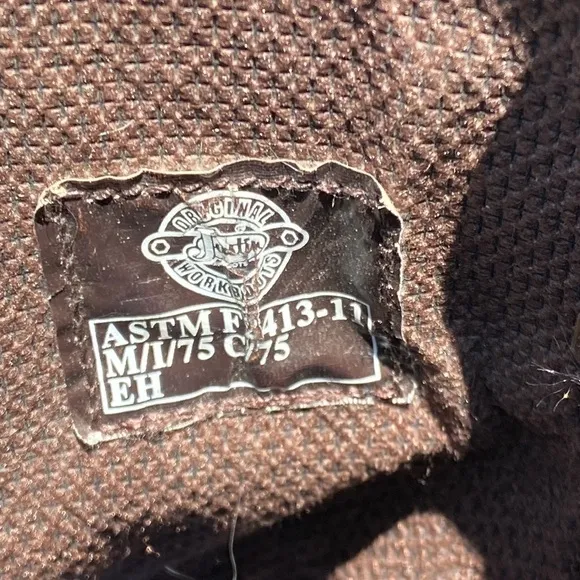 ORIGINAL
Justin
WORKBOOTS
ASTM F2413-11
M/I/75 C/75
EH